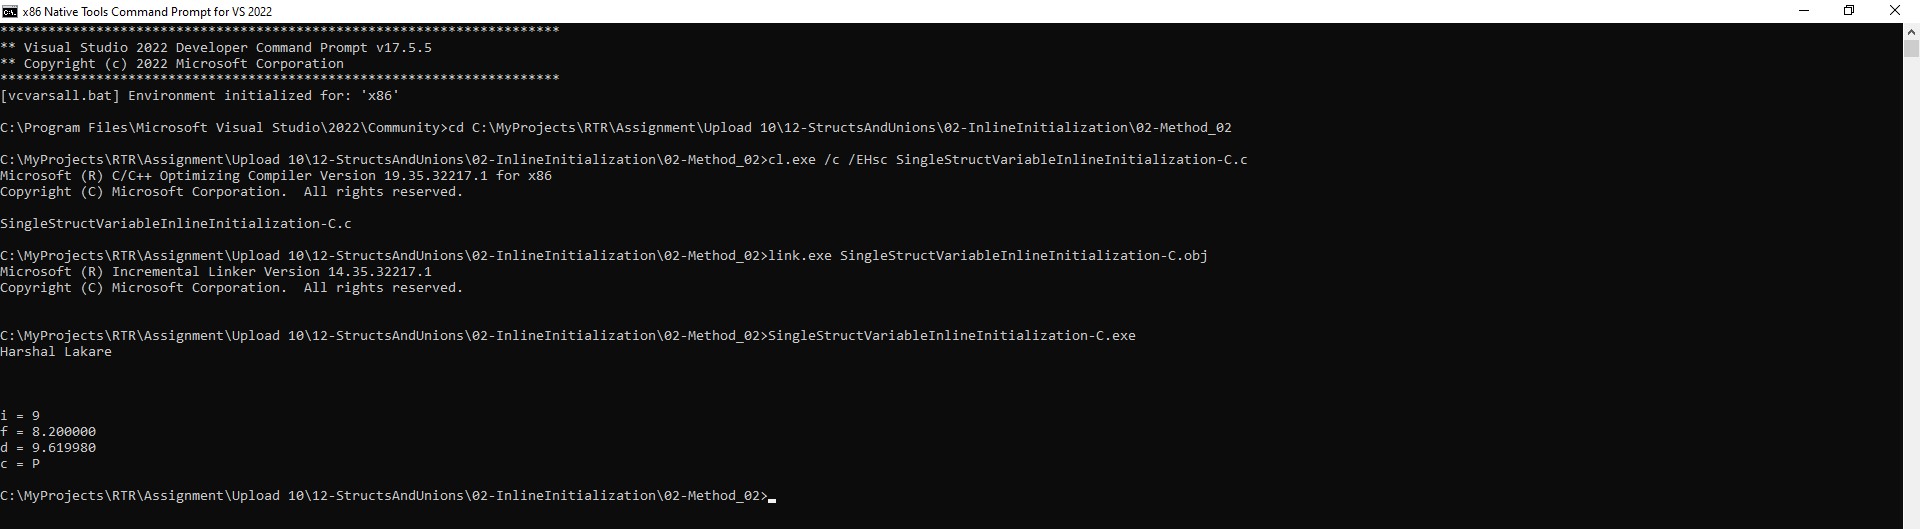 x86 Native Tools Command Prompt for VS 2022
**********************************************************************
** Visual Studio 2022 Developer Command Prompt v17.5.5
** Copyright (c) 2022 Microsoft Corporation
**********************************************************************
[vcvarsall.bat] Environment initialized for: 'x86'
C:\Program Files\Microsoft Visual Studio\2022\Community>cd C:\MyProjects\RTR\Assignment\Upload 10\12-StructsAndUnions\02-InlineInitialization\02-Method_02
C:\MyProjects\RTR\Assignment\Upload 10\12-StructsAndUnions\02-InlineInitialization\02-Method_02>cl.exe /c /EHsc SingleStructVariableInlineInitialization-C.c
Microsoft (R) C/C++ Optimizing Compiler Version 19.35.32217.1 for x86
Copyright (C) Microsoft Corporation.  All rights reserved.
SingleStructVariableInlineInitialization-C.c
C:\MyProjects\RTR\Assignment\Upload 10\12-StructsAndUnions\02-InlineInitialization\02-Method_02>link.exe SingleStructVariableInlineInitialization-C.obj
Microsoft (R) Incremental Linker Version 14.35.32217.1
Copyright (C) Microsoft Corporation.  All rights reserved.
C:\MyProjects\RTR\Assignment\Upload 10\12-StructsAndUnions\02-InlineInitialization\02-Method_02>SingleStructVariableInlineInitialization-C.exe
Harshal Lakare
i = 9
f = 8.200000
d = 9.619980
c = P
C:\MyProjects\RTR\Assignment\Upload 10\12-StructsAndUnions\02-InlineInitialization\02-Method_02>